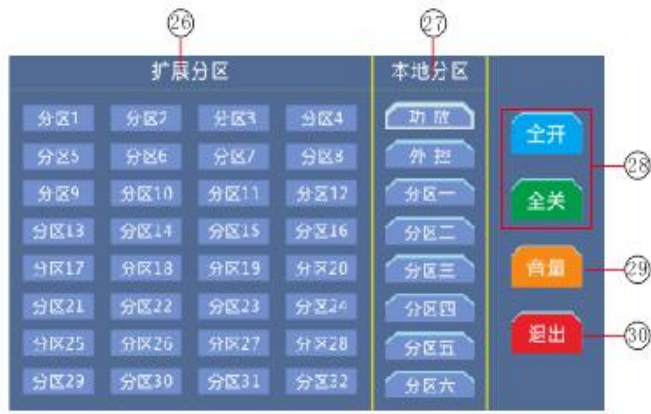 26 27
扩展分区 本地分区
分区1 分区2 分区3 分区4 功放
全开
分区5 分区6 分区7 分区8 外控
28
分区9 分区10 分区11 分区12 分区一
全关
分区13 分区14 分区15 分区16 分区二
分区17 分区18 分区19 分区20 分区三
音量 29
分区21 分区22 分区23 分区24 分区四
退出 30
分区25 分区26 分区27 分区28 分区五
分区29 分区30 分区31 分区32 分区六